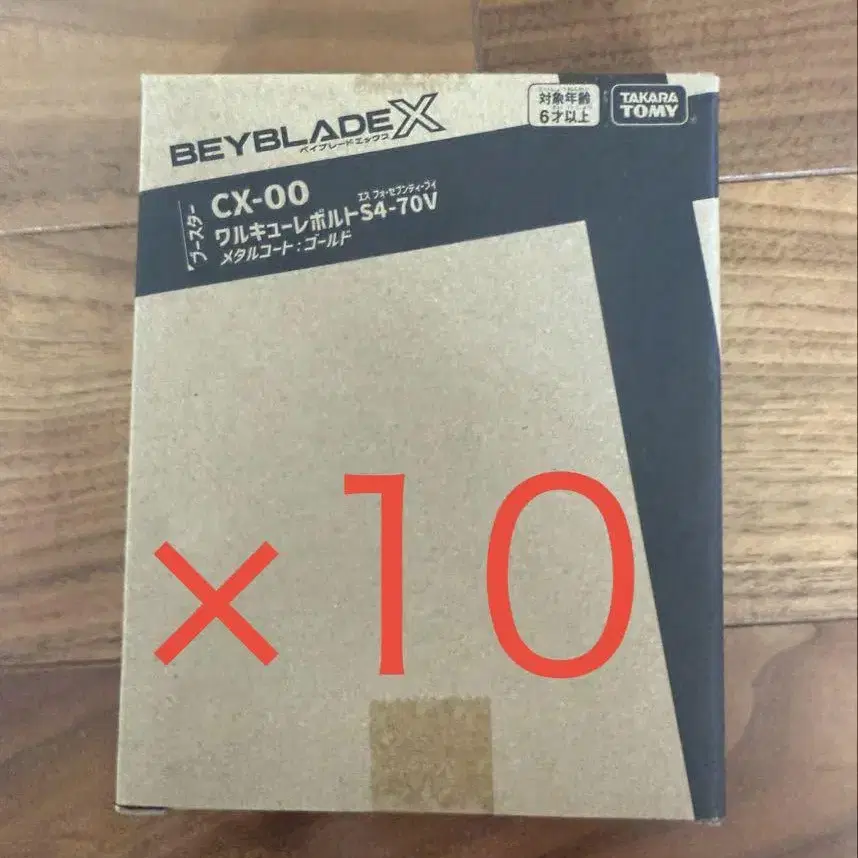 BEYBLADE X
ベイブレードエックス
対象年齢
6才以上
TAKARA
TOMY
ブースター
CX-00
エス フォーセブンティーブイ
ワルキューレボルトS4-70V
メタルコート:ゴールド
×10